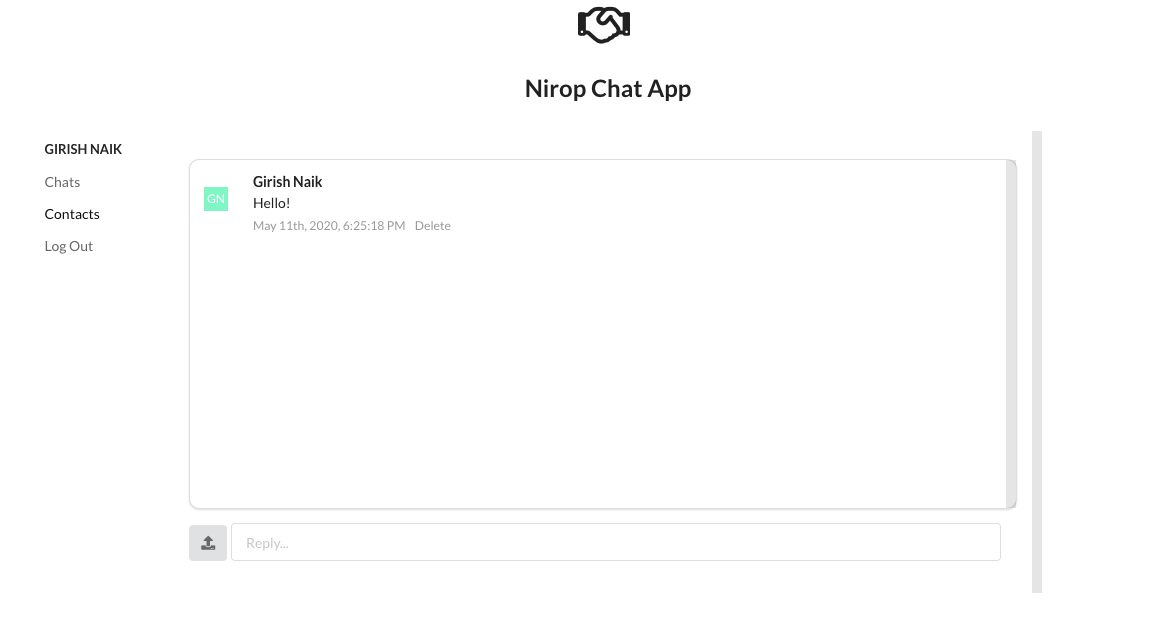 Nirop Chat App
GIRISH NAIK
Chats
Contacts
Log Out
GN
Girish Naik
Hello!
May 11th, 2020, 6:25:18 PM Delete
Reply...